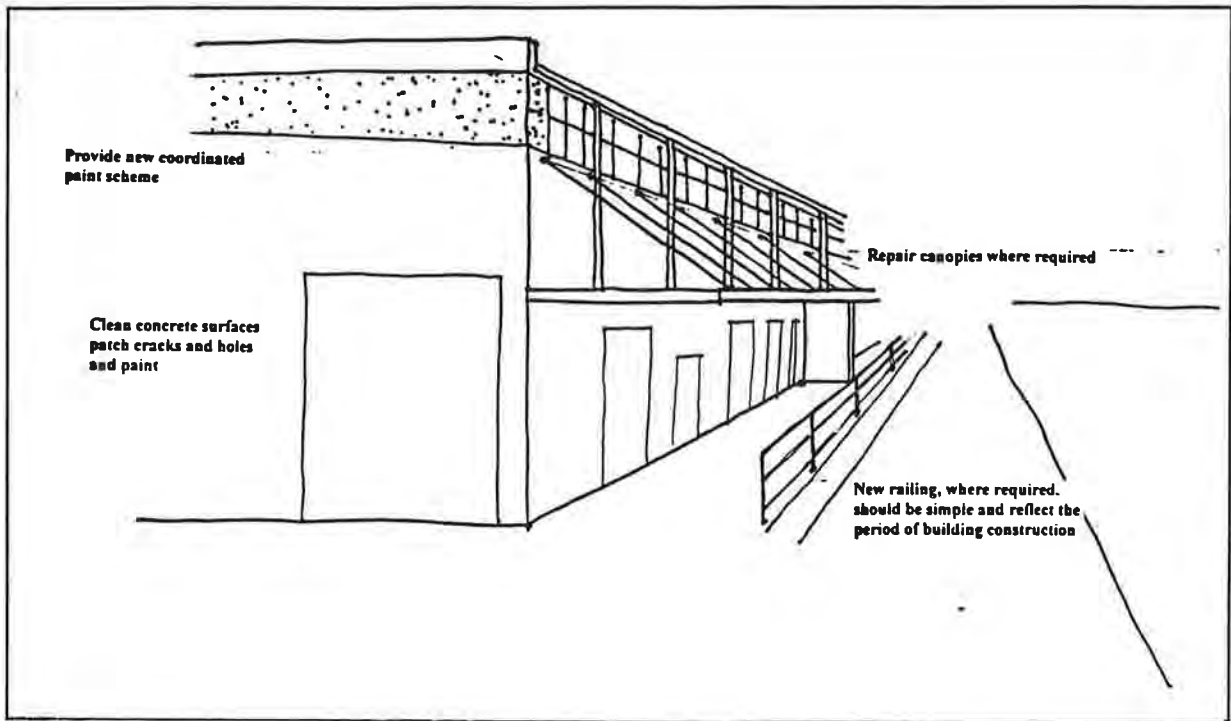 Provide new coordinated
paint scheme
Repair canopies where required
Clean concrete surfaces
patch cracks and holes
and paint
New railing, where required.
should be simple and reflect the
period of building construction